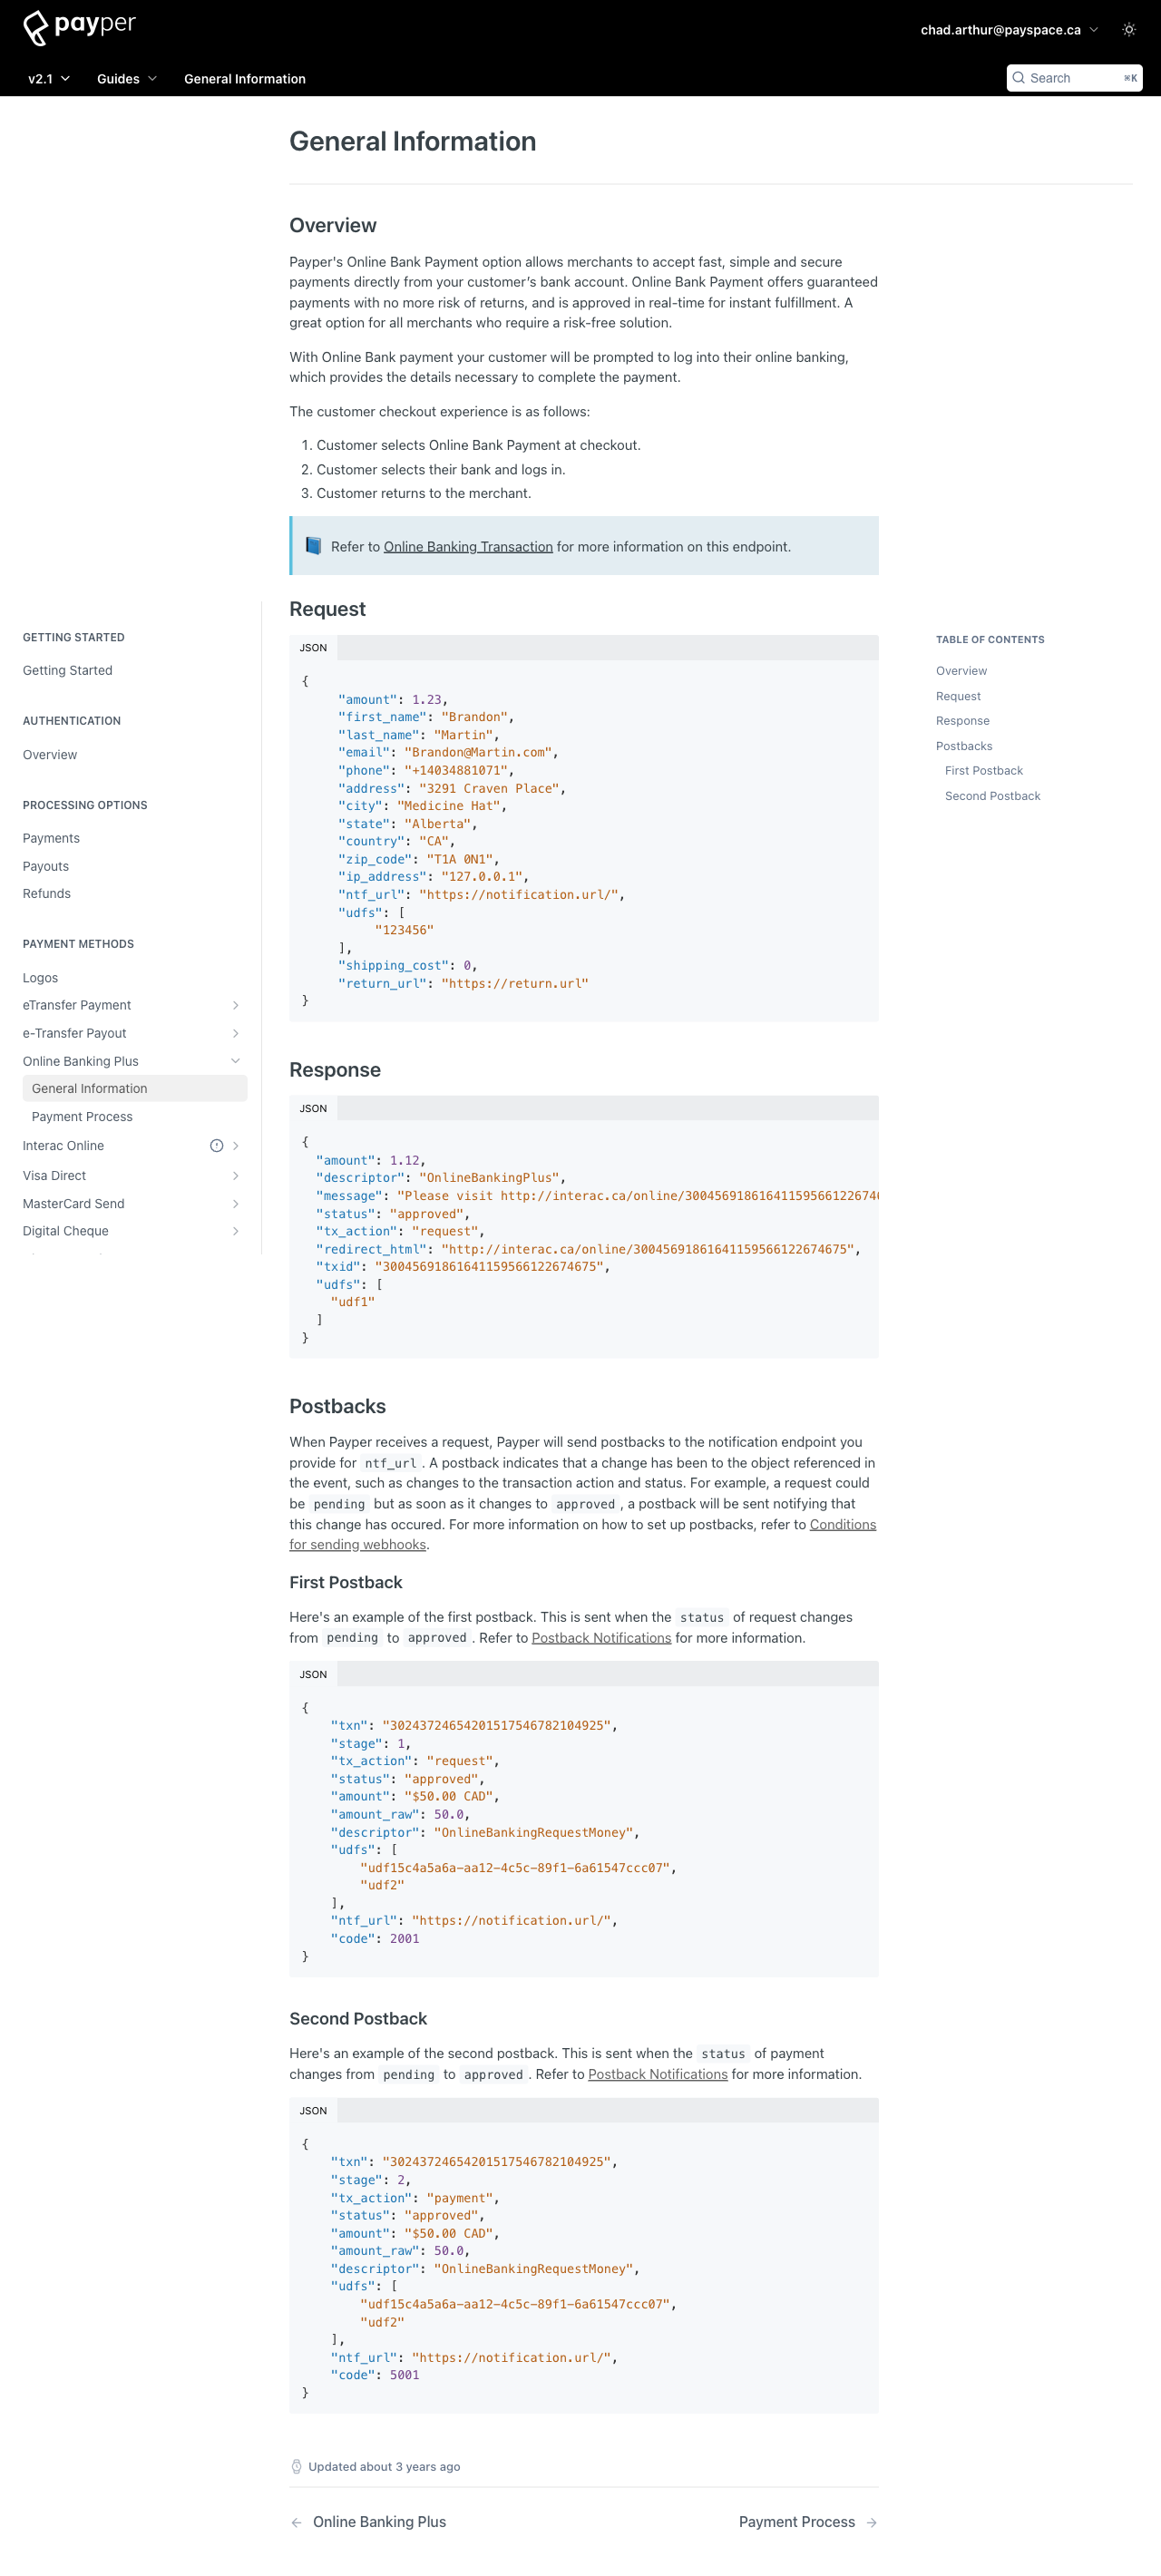 payper
chad.arthur@payspace.ca
v2.1
Guides
General Information
Search
⌘K
General Information
Overview
Payper's Online Bank Payment option allows merchants to accept fast, simple and secure
payments directly from your customer’s bank account. Online Bank Payment offers guaranteed
payments with no more risk of returns, and is approved in real-time for instant fulfillment. A
great option for all merchants who require a risk-free solution.
With Online Bank payment your customer will be prompted to log into their online banking,
which provides the details necessary to complete the payment.
The customer checkout experience is as follows:
1. Customer selects Online Bank Payment at checkout.
2. Customer selects their bank and logs in.
3. Customer returns to the merchant.
Refer to Online Banking Transaction for more information on this endpoint.
GETTING STARTED
Getting Started
AUTHENTICATION
Overview
PROCESSING OPTIONS
Payments
Payouts
Refunds
PAYMENT METHODS
Logos
eTransfer Payment
e-Transfer Payout
Online Banking Plus
General Information
Payment Process
Interac Online
Visa Direct
MasterCard Send
Digital Cheque
Request
JSON
{
"amount": 1.23,
"first_name": "Brandon",
"last_name": "Martin",
"email": "Brandon@Martin.com",
"phone": "+14034881071",
"address": "3291 Craven Place",
"city": "Medicine Hat",
"state": "Alberta",
"country": "CA",
"zip_code": "T1A 0N1",
"ip_address": "127.0.0.1",
"ntf_url": "https://notification.url/",
"udfs": [
"123456"
],
"shipping_cost": 0,
"return_url": "https://return.url"
}
Response
JSON
{
"amount": 1.12,
"descriptor": "OnlineBankingPlus",
"message": "Please visit http://interac.ca/online/300456918616411595661226746
"status": "approved",
"tx_action": "request",
"redirect_html": "http://interac.ca/online/30045691861641159566122674675",
"txid": "30045691861641159566122674675",
"udfs": [
"udf1"
]
}
Postbacks
When Payper receives a request, Payper will send postbacks to the notification endpoint you
provide for ntf_url. A postback indicates that a change has been to the object referenced in
the event, such as changes to the transaction action and status. For example, a request could
be pending but as soon as it changes to approved, a postback will be sent notifying that
this change has occured. For more information on how to set up postbacks, refer to Conditions
for sending webhooks.
First Postback
Here's an example of the first postback. This is sent when the status of request changes
from pending to approved. Refer to Postback Notifications for more information.
JSON
{
"txn": "30243724654201517546782104925",
"stage": 1,
"tx_action": "request",
"status": "approved",
"amount": "$50.00 CAD",
"amount_raw": 50.0,
"descriptor": "OnlineBankingRequestMoney",
"udfs": [
"udf15c4a5a6a-aa12-4c5c-89f1-6a61547ccc07",
"udf2"
],
"ntf_url": "https://notification.url/",
"code": 2001
}
Second Postback
Here's an example of the second postback. This is sent when the status of payment
changes from pending to approved. Refer to Postback Notifications for more information.
JSON
{
"txn": "30243724654201517546782104925",
"stage": 2,
"tx_action": "payment",
"status": "approved",
"amount": "$50.00 CAD",
"amount_raw": 50.0,
"descriptor": "OnlineBankingRequestMoney",
"udfs": [
"udf15c4a5a6a-aa12-4c5c-89f1-6a61547ccc07",
"udf2"
],
"ntf_url": "https://notification.url/",
"code": 5001
}
Updated about 3 years ago
Online Banking Plus
Payment Process
TABLE OF CONTENTS
Overview
Request
Response
Postbacks
First Postback
Second Postback